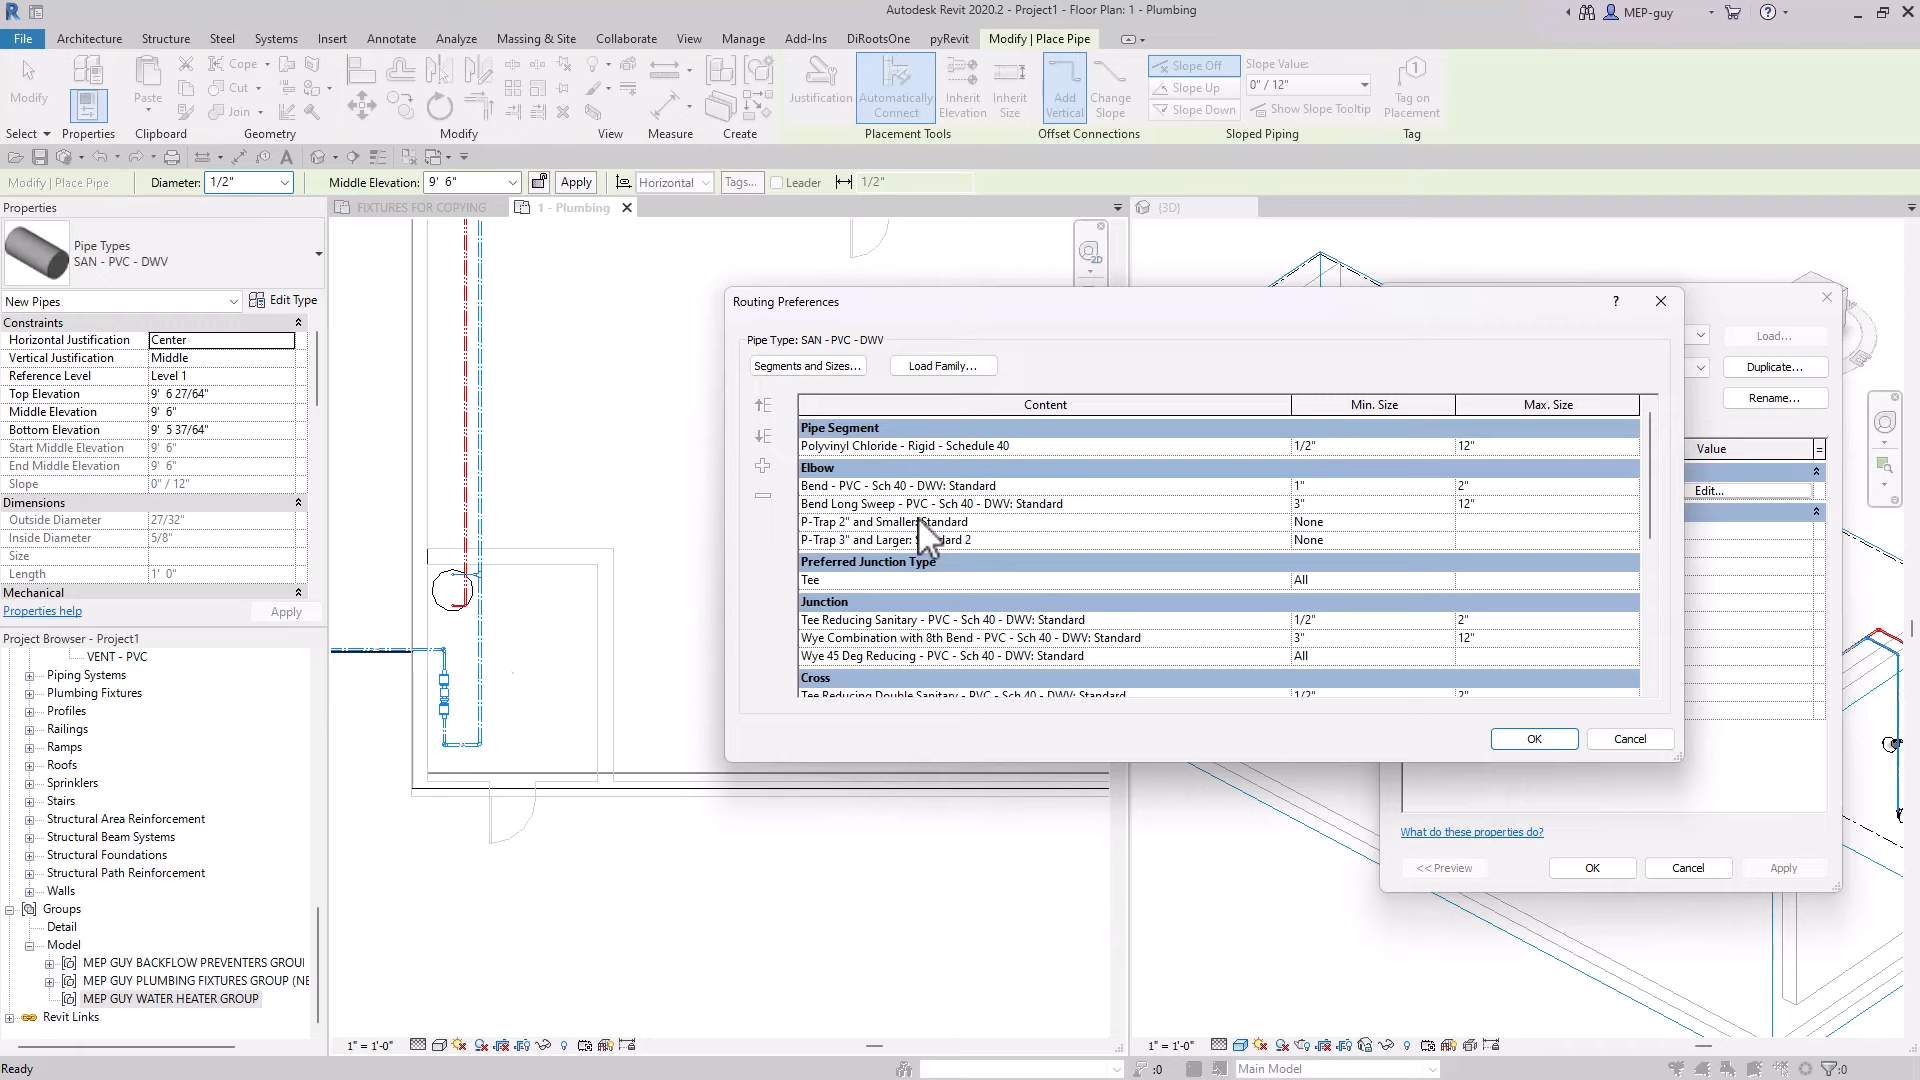 Autodesk Revit 2020.2 - Project1 - Floor Plan: 1 - Plumbing
MEP-guy
File Architecture Structure Steel Systems Insert Annotate Analyze Massing & Site Collaborate View Manage Add-Ins DiRootsOne pyRevit Modify | Place Pipe
Modify Paste Cope Cut Join Justification Automatically Connect Inherit Elevation Inherit Size Add Vertical Change Slope Slope Off Slope Up Slope Down Slope Value: 0" / 12" Show Slope Tooltip Tag on Placement
Select Properties Clipboard Geometry Modify View Measure Create Placement Tools Offset Connections Sloped Piping Tag
Modify | Place Pipe Diameter: 1/2" Middle Elevation: 9' 6" Apply Horizontal Tags... Leader 1/2"
Properties
FIXTURES FOR COPYING 1 - Plumbing {3D}
Pipe Types
SAN - PVC - DWV
New Pipes Edit Type
Constraints
Horizontal Justification Center
Vertical Justification Middle
Reference Level Level 1
Top Elevation 9' 6 27/64"
Middle Elevation 9' 6"
Bottom Elevation 9' 5 37/64"
Start Middle Elevation 9' 6"
End Middle Elevation 9' 6"
Slope 0" / 12"
Dimensions
Outside Diameter 27/32"
Inside Diameter 5/8"
Size
Length 1' 0"
Mechanical
Properties help Apply
Project Browser - Project1
VENT - PVC
Piping Systems
Plumbing Fixtures
Profiles
Railings
Ramps
Roofs
Sprinklers
Stairs
Structural Area Reinforcement
Structural Beam Systems
Structural Foundations
Structural Path Reinforcement
Walls
Groups
Detail
Model
MEP GUY BACKFLOW PREVENTERS GROU
MEP GUY PLUMBING FIXTURES GROUP (NE
MEP GUY WATER HEATER GROUP
Revit Links
2D
Routing Preferences
?
Pipe Type: SAN - PVC - DWV
Segments and Sizes... Load Family...
Content Min. Size Max. Size
Pipe Segment
Polyvinyl Chloride - Rigid - Schedule 40 1/2" 12"
Elbow
Bend - PVC - Sch 40 - DWV: Standard 1" 2"
Bend Long Sweep - PVC - Sch 40 - DWV: Standard 3" 12"
P-Trap 2" and Smaller: Standard None
P-Trap 3" and Larger: Standard 2 None
Preferred Junction Type
Tee All
Junction
Tee Reducing Sanitary - PVC - Sch 40 - DWV: Standard 1/2" 2"
Wye Combination with 8th Bend - PVC - Sch 40 - DWV: Standard 3" 12"
Wye 45 Deg Reducing - PVC - Sch 40 - DWV: Standard All
Cross
Tee Reducing Double Sanitary - PVC - Sch 40 - DWV: Standard 1/2" 2"
OK Cancel
Load...
Duplicate...
Rename...
Value =
Edit...
What do these properties do?
<< Preview OK Cancel Apply
1" = 1'-0"
1" = 1'-0"
Ready :0 Main Model :0